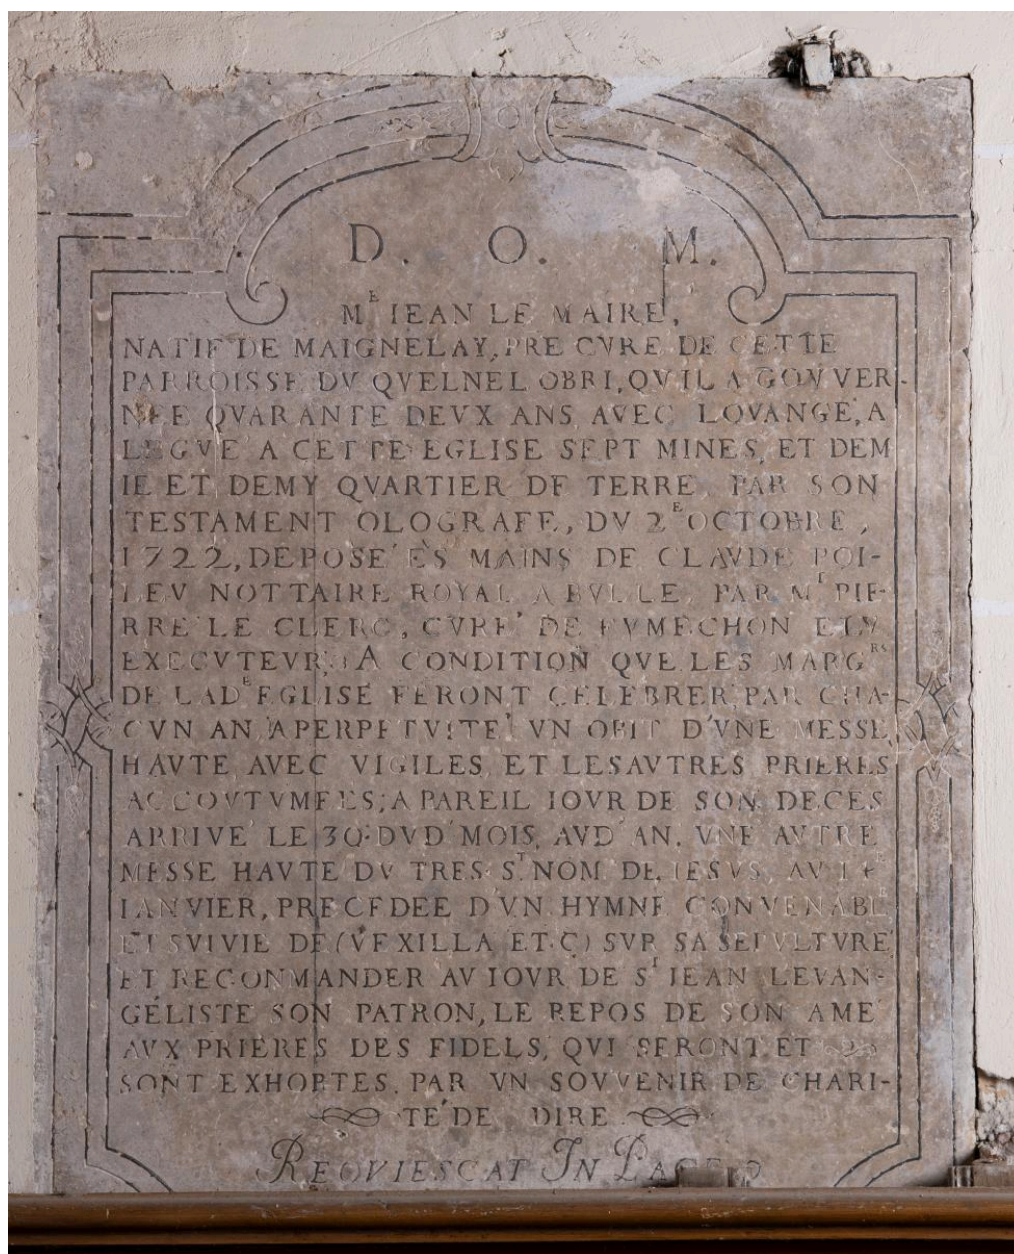 D. O. M.
Mᴱ IEAN LE MAIRE,
NATIF DE MAIGNELAY, PRE CVRE DE CETTE
PARROISSE DV QVELNEL OBRI, QV'IL A GOVVER-
NEE QVARANTE DEVX ANS AVEC LOVANGE, A
LEGVE' A CETTE EGLISE SEPT MINES, ET DEM
IE ET DEMY QVARTIER DE TERRE, PAR SON
TESTAMENT OLOGRAFE, DV 2ᴱ OCTOBRE,
1722, DEPOSE' ES MAINS DE CLAVDE POI-
LEV NOTTAIRE ROYAL A BVLLE, PAR Mʳ PIE-
RRE LE CLERC, CVRE' DE FVMECHON ET
EXECVTEVR, A CONDITION QVE LES MARGᴿˢ
DE LADᴱ EGLISE FERONT CELEBRER PAR CHA-
CVN AN A PERPETVITE' VN OBIT D'VNE MESSE
HAVTE AVEC VIGILES, ET LES AVTRES PRIERES
ACCOVTVMEES; A PAREIL IOVR DE SON DECES
ARRIVE' LE 30 DVD' MOIS, AVD' AN. VNE AVTRE
MESSE HAVTE DV TRES Sᵀ NOM DE IESVS, AV 1ᴱᴿ
IANVIER, PRECEDEE D'VN HYMNE CONVENABLE
ET SVIVIE DE (VEXILLA ET.C) SVR SA SEPVLTVRE
ET RECONMANDER AV IOVR DE Sᵀ JEAN LEVAN-
GÉLISTE SON PATRON, LE REPOS DE SON AME
AVX PRIERES DES FIDELS, QVI SERONT ET
SONT EXHORTES, PAR VN SOVVENIR DE CHARI-
TE' DE DIRE
REQVIESCAT IN PACE